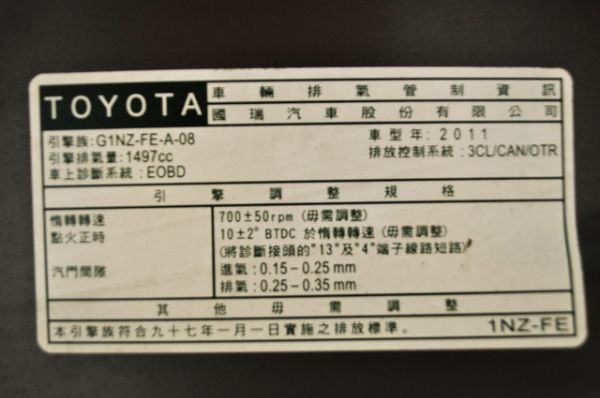 TOYOTA
車輛排氣管制資訊
國瑞汽車股份有限公司
引擎族:G1NZ-FE-A-08
引擎排氣量:1497cc
車上診斷系統:EOBD
車型年:2011
排放控制系統:3CL/CAN/OTR
引擎調整規格
惰轉轉速 700±50rpm (毋需調整)
點火正時 10±2° BTDC 於惰轉轉速 (毋需調整)
(將診斷接頭的"13"及"4"端子線路短路)
汽門間隙 進氣:0.15-0.25 mm
排氣:0.25-0.35 mm
其他毋需調整
本引擎族符合九十七年一月一日實施之排放標準。 1NZ-FE